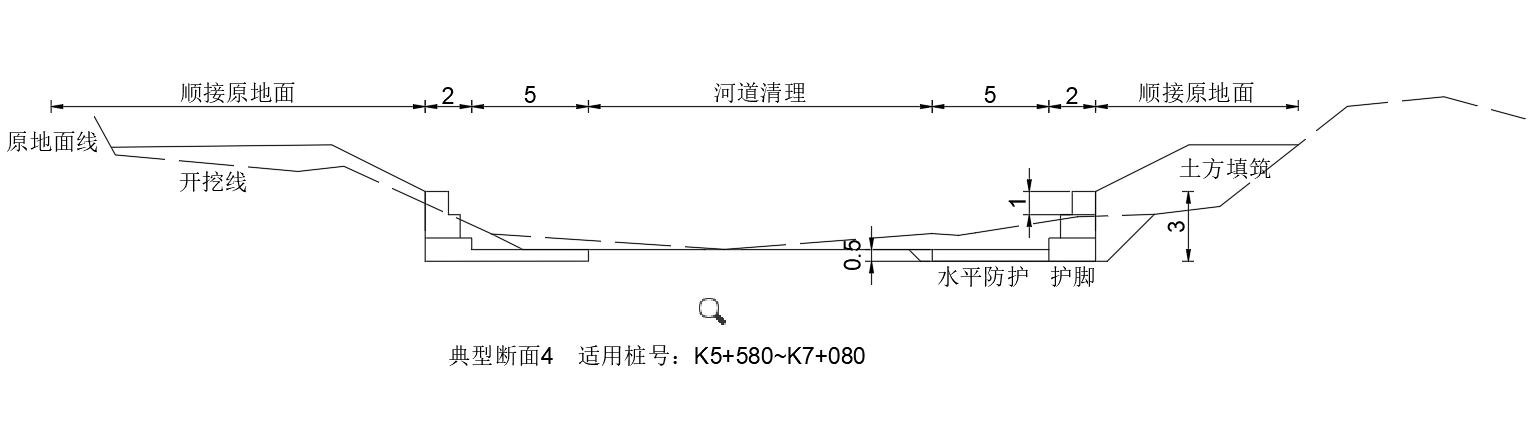 顺接原地面 2 5 河道清理 5 2 顺接原地面
原地面线
开挖线
土方填筑
1
3
0.5
水平防护 护脚
典型断面4 适用桩号：K5+580~K7+080